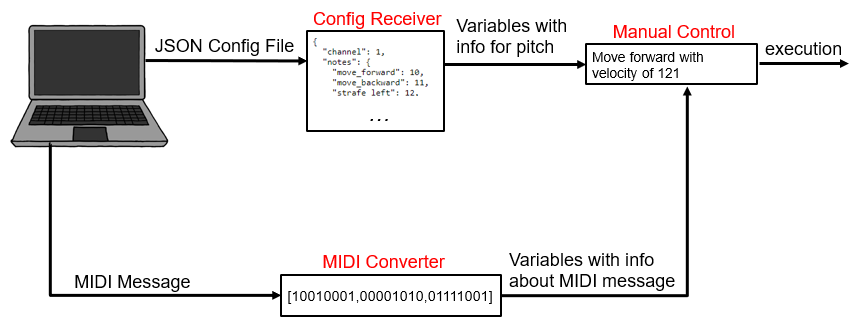 Config Receiver
JSON Config File
{
"channel": 1,
"notes": {
"move_forward": 10,
"move_backward": 11,
"strafe left": 12.
...
Variables with
info for pitch
Manual Control
Move forward with
velocity of 121
execution
MIDI Message
MIDI Converter
[10010001,00001010,01111001]
Variables with info
about MIDI message